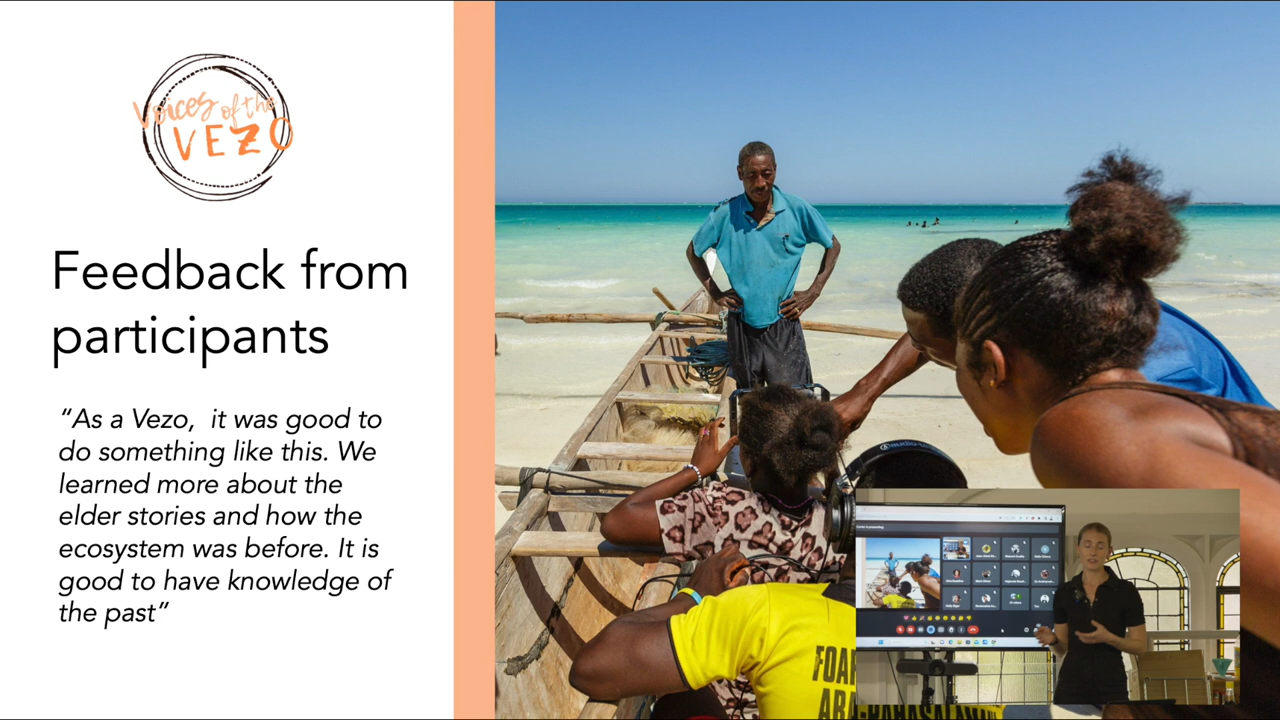 Voices of the
VEZO
Feedback from
participants
“As a Vezo, it was good to
do something like this. We
learned more about the
elder stories and how the
ecosystem was before. It is
good to have knowledge of
the past”